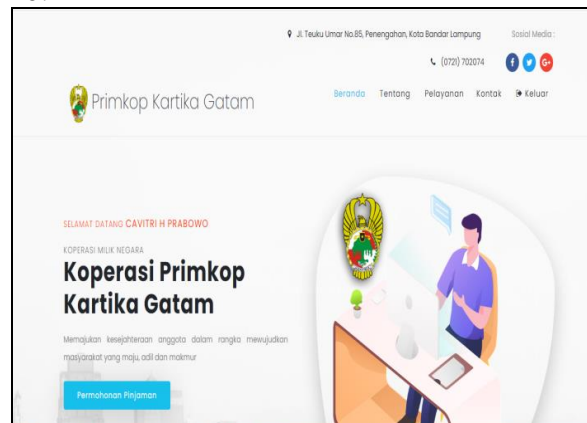 Jl. Teuku Umar No.85, Penengahan, Kota Bandar Lampung
Sosial Media :
(0721) 702074
Primkop Kartika Gatam
Beranda Tentang Pelayanan Kontak Keluar
SELAMAT DATANG CAVITRI H PRABOWO
KOPERASI MILIK NEGARA
Koperasi Primkop
Kartika Gatam
Memajukan kesejahteraan anggota dalam rangka mewujudkan
masyarakat yang maju, adil dan makmur
Permohonan Pinjaman